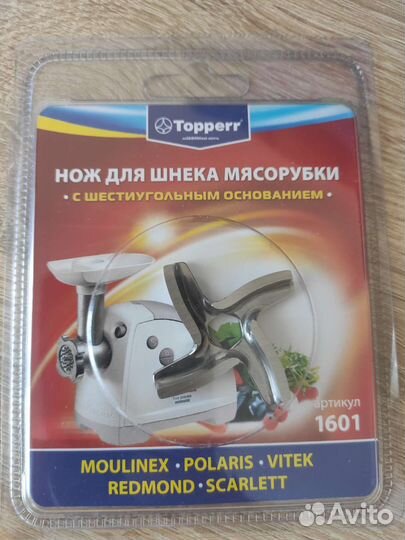 Topperr
НОЖ ДЛЯ ШНЕКА МЯСОРУБКИ
• С ШЕСТИУГОЛЬНЫМ ОСНОВАНИЕМ •
артикул
1601
MOULINEX • POLARIS • VITEK
REDMOND • SCARLETT
Avito